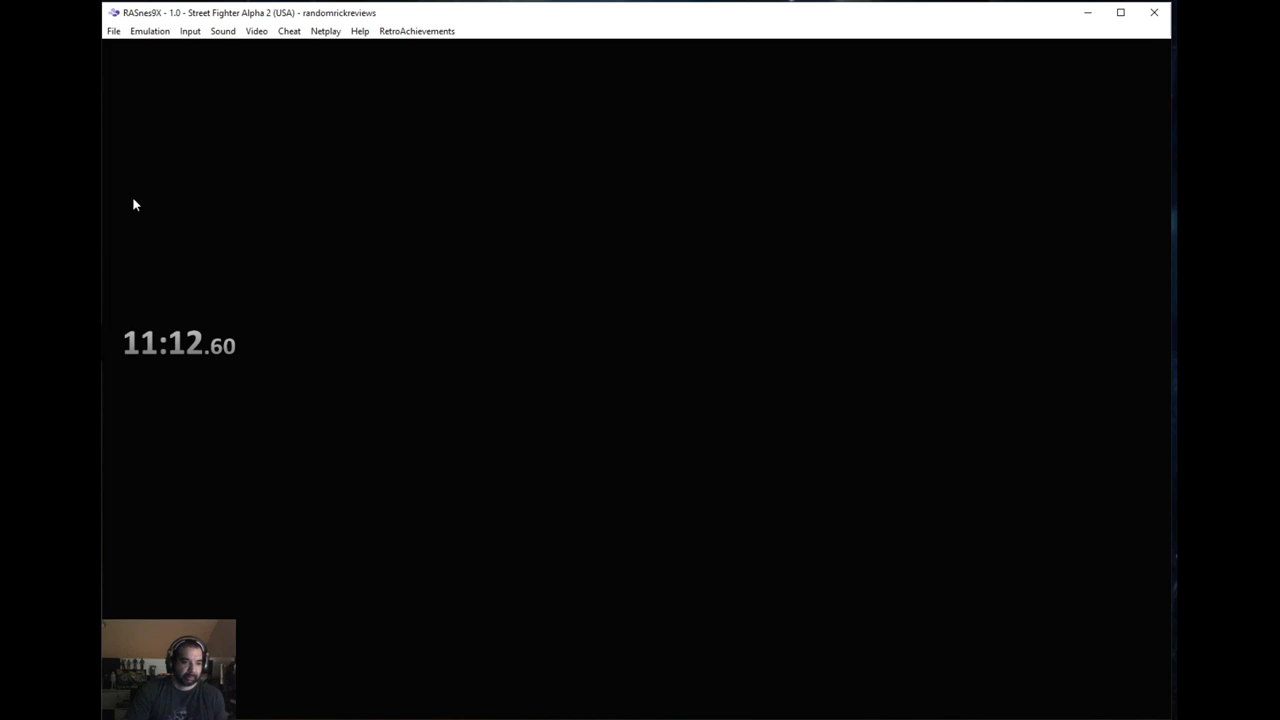 RASnes9X - 1.0 - Street Fighter Alpha 2 (USA) - randomrickreviews
File Emulation Input Sound Video Cheat Netplay Help RetroAchievements
11:12.60